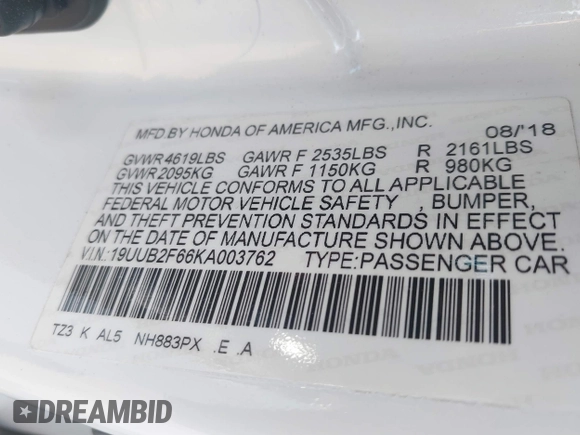 MFD.BY HONDA OF AMERICA MFG.,INC. 08/'18
GVWR 4619LBS GAWR F 2535LBS R 2161LBS
GVWR 2095KG GAWR F 1150KG R 980KG
THIS VEHICLE CONFORMS TO ALL APPLICABLE
FEDERAL MOTOR VEHICLE SAFETY , BUMPER,
AND THEFT PREVENTION STANDARDS IN EFFECT
ON THE DATE OF MANUFACTURE SHOWN ABOVE.
V.I.N.:19UUB2F66KA003762 TYPE:PASSENGER CAR
TZ3 K AL5 NH883PX .E .A
DREAMBID